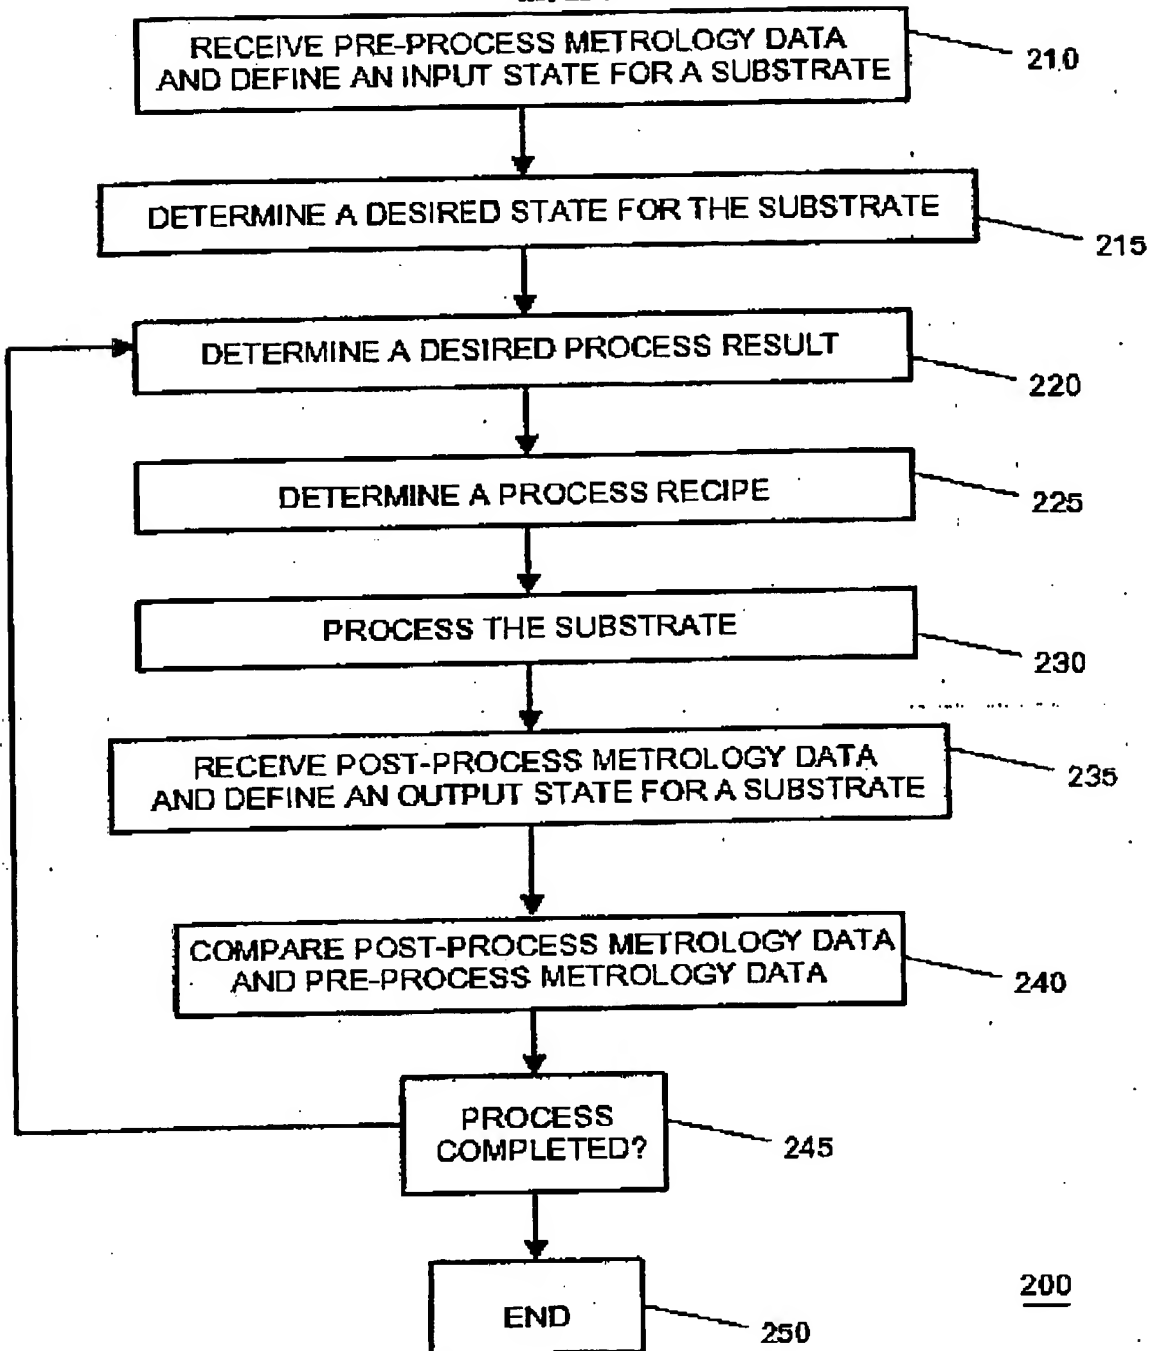 RECEIVE PRE-PROCESS METROLOGY DATA
AND DEFINE AN INPUT STATE FOR A SUBSTRATE
210
DETERMINE A DESIRED STATE FOR THE SUBSTRATE
215
DETERMINE A DESIRED PROCESS RESULT
220
DETERMINE A PROCESS RECIPE
225
PROCESS THE SUBSTRATE
230
RECEIVE POST-PROCESS METROLOGY DATA
AND DEFINE AN OUTPUT STATE FOR A SUBSTRATE
235
COMPARE POST-PROCESS METROLOGY DATA
AND PRE-PROCESS METROLOGY DATA
240
PROCESS
COMPLETED?
245
END
250
200